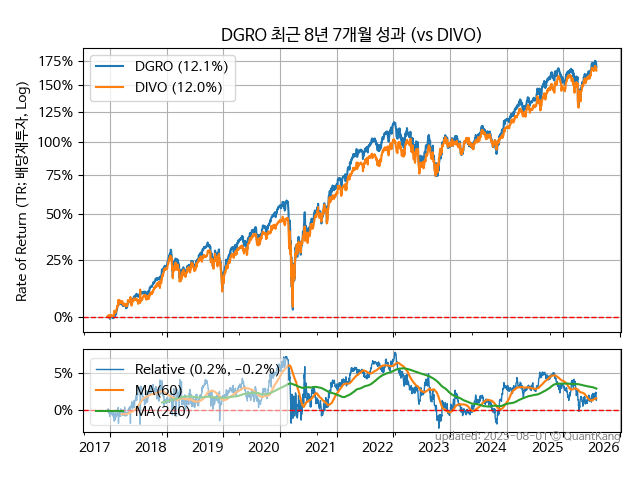 DGRO 최근 8년 7개월 성과 (vs DIVO)
Rate of Return (TR: 배당재투자, Log)
175%
150%
125%
100%
75%
50%
25%
0%
DGRO (12.1%)
DIVO (12.0%)
5%
0%
Relative (0.2%, −0.2%)
MA(60)
MA(240)
updated: 2025-08-01 © QuantKang
2017 2018 2019 2020 2021 2022 2023 2024 2025 2026